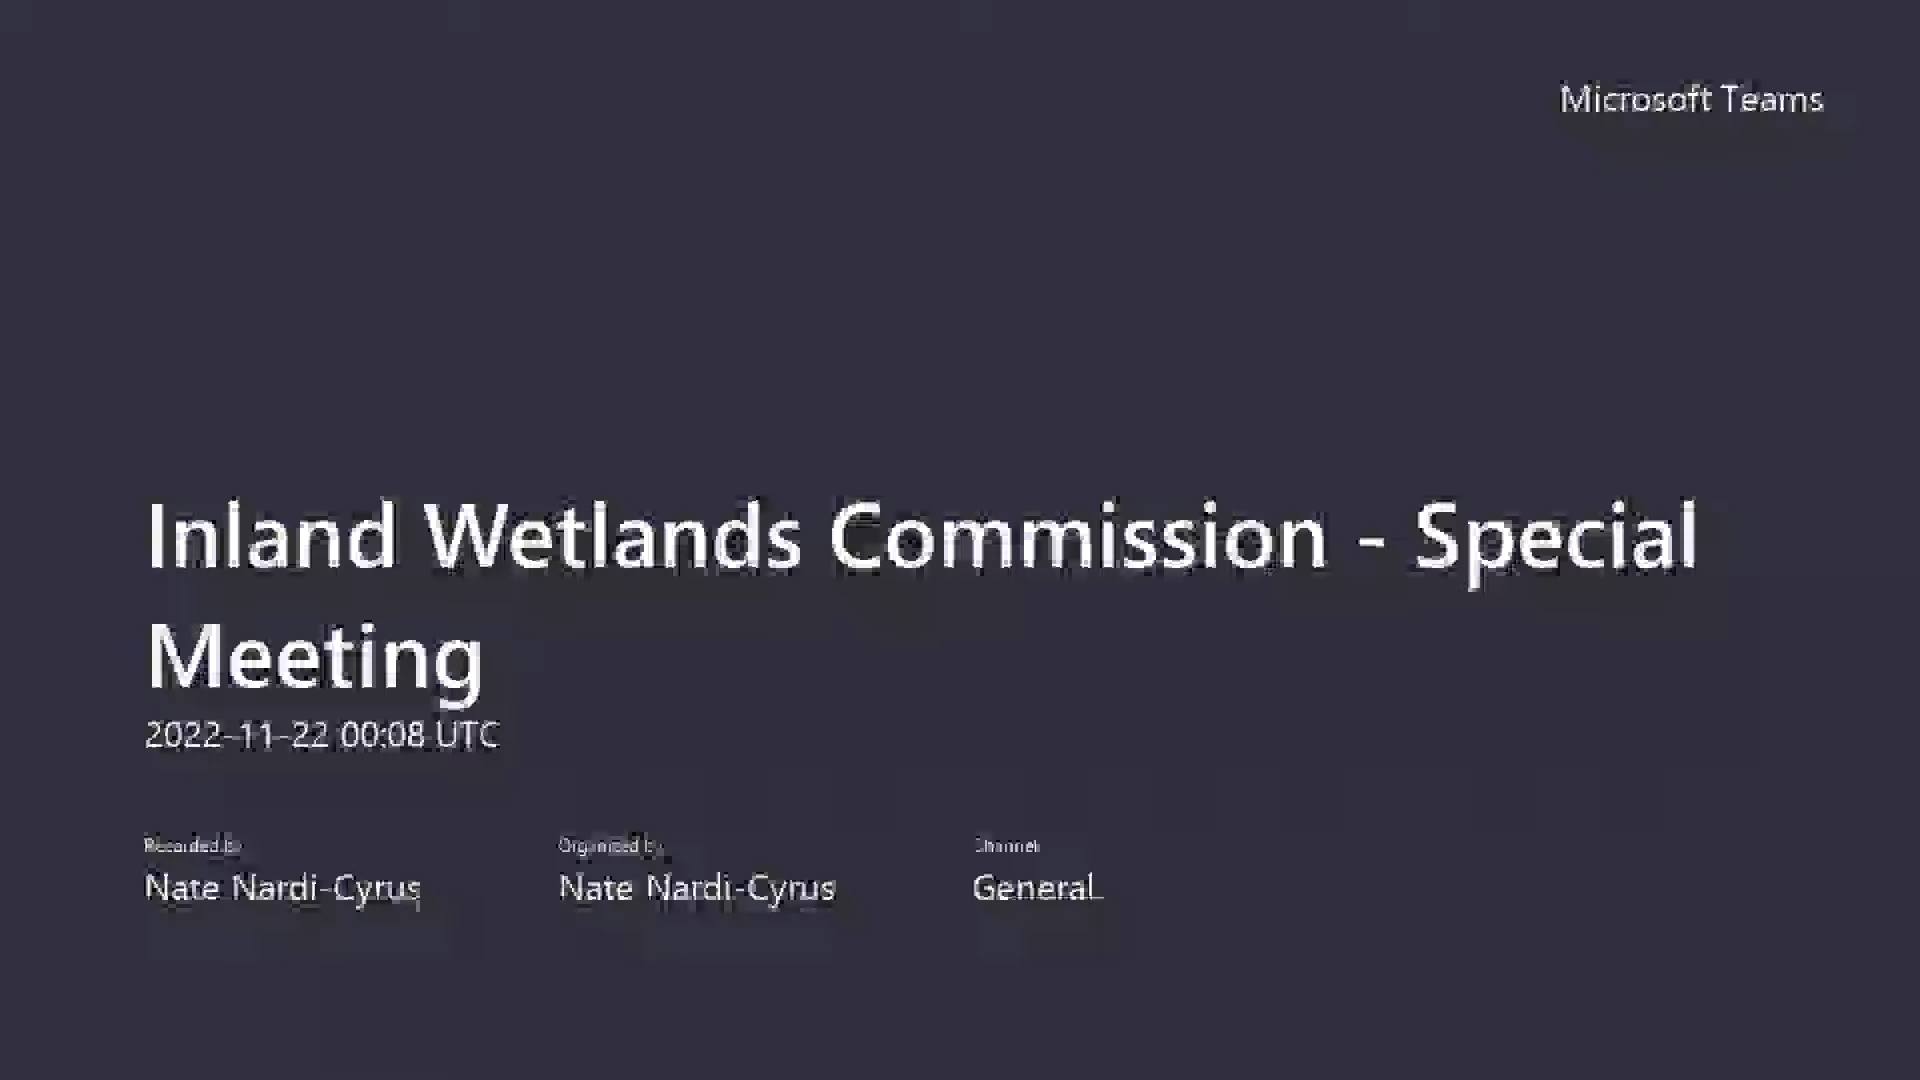 Microsoft Teams
Inland Wetlands Commission - Special
Meeting
2022-11-22 00:08 UTC
Recorded by
Organized by
Channel
Nate Nardi-Cyrus
Nate Nardi-Cyrus
General